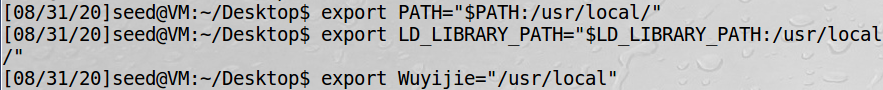 [08/31/20]seed@VM:~/Desktop$ export PATH="$PATH:/usr/local/"
[08/31/20]seed@VM:~/Desktop$ export LD_LIBRARY_PATH="$LD_LIBRARY_PATH:/usr/local
/"
[08/31/20]seed@VM:~/Desktop$ export Wuyijie="/usr/local"